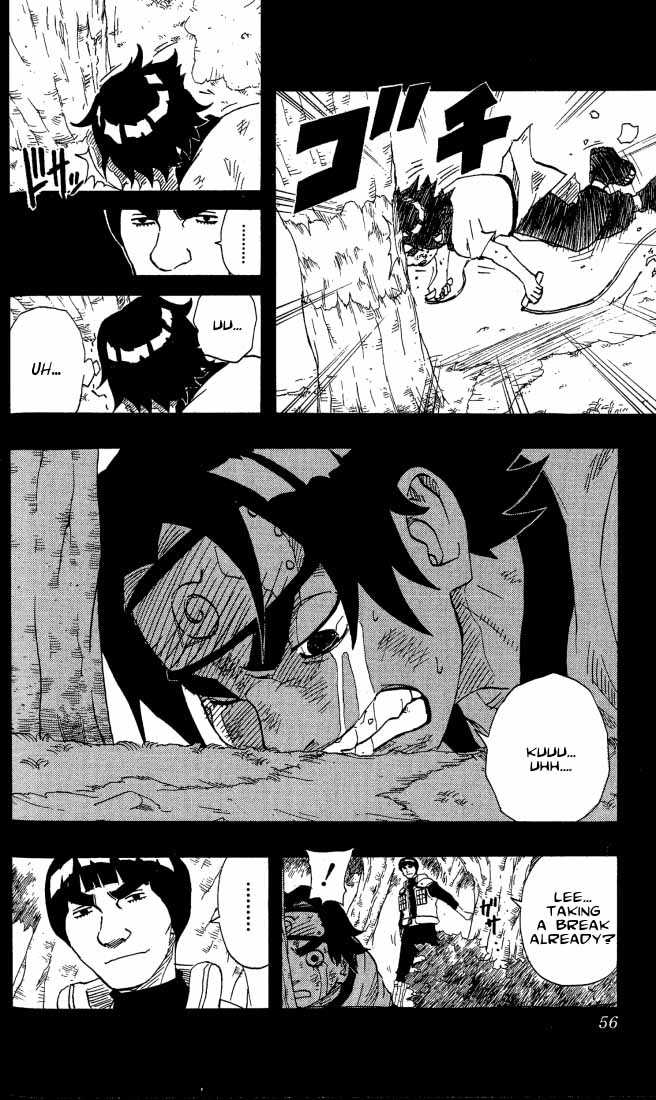 ゴチ
ドサッ
.........
UU...
UH...
KUUU...
UHH....
!
ザッ
LEE...
TAKING
A BREAK
ALREADY?
.........
56